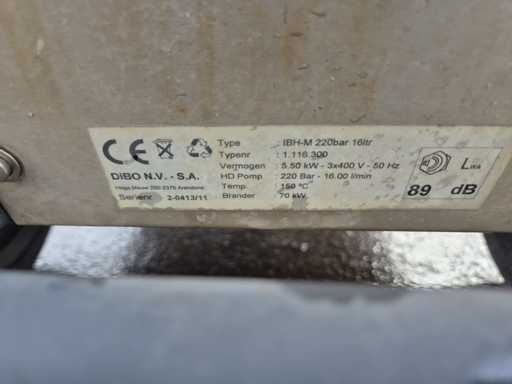 CE
Type : IBH-M 220bar 16ltr
Typenr : 1.116.300
DiBO N.V. - S.A. Vermogen : 5.50 kW - 3x400 V - 50 Hz
HD Pomp : 220 Bar - 16.00 l/min
Temp. : 150 °C
Serienr 2-0413/11 Brander : 70 kW
LWA
89 dB